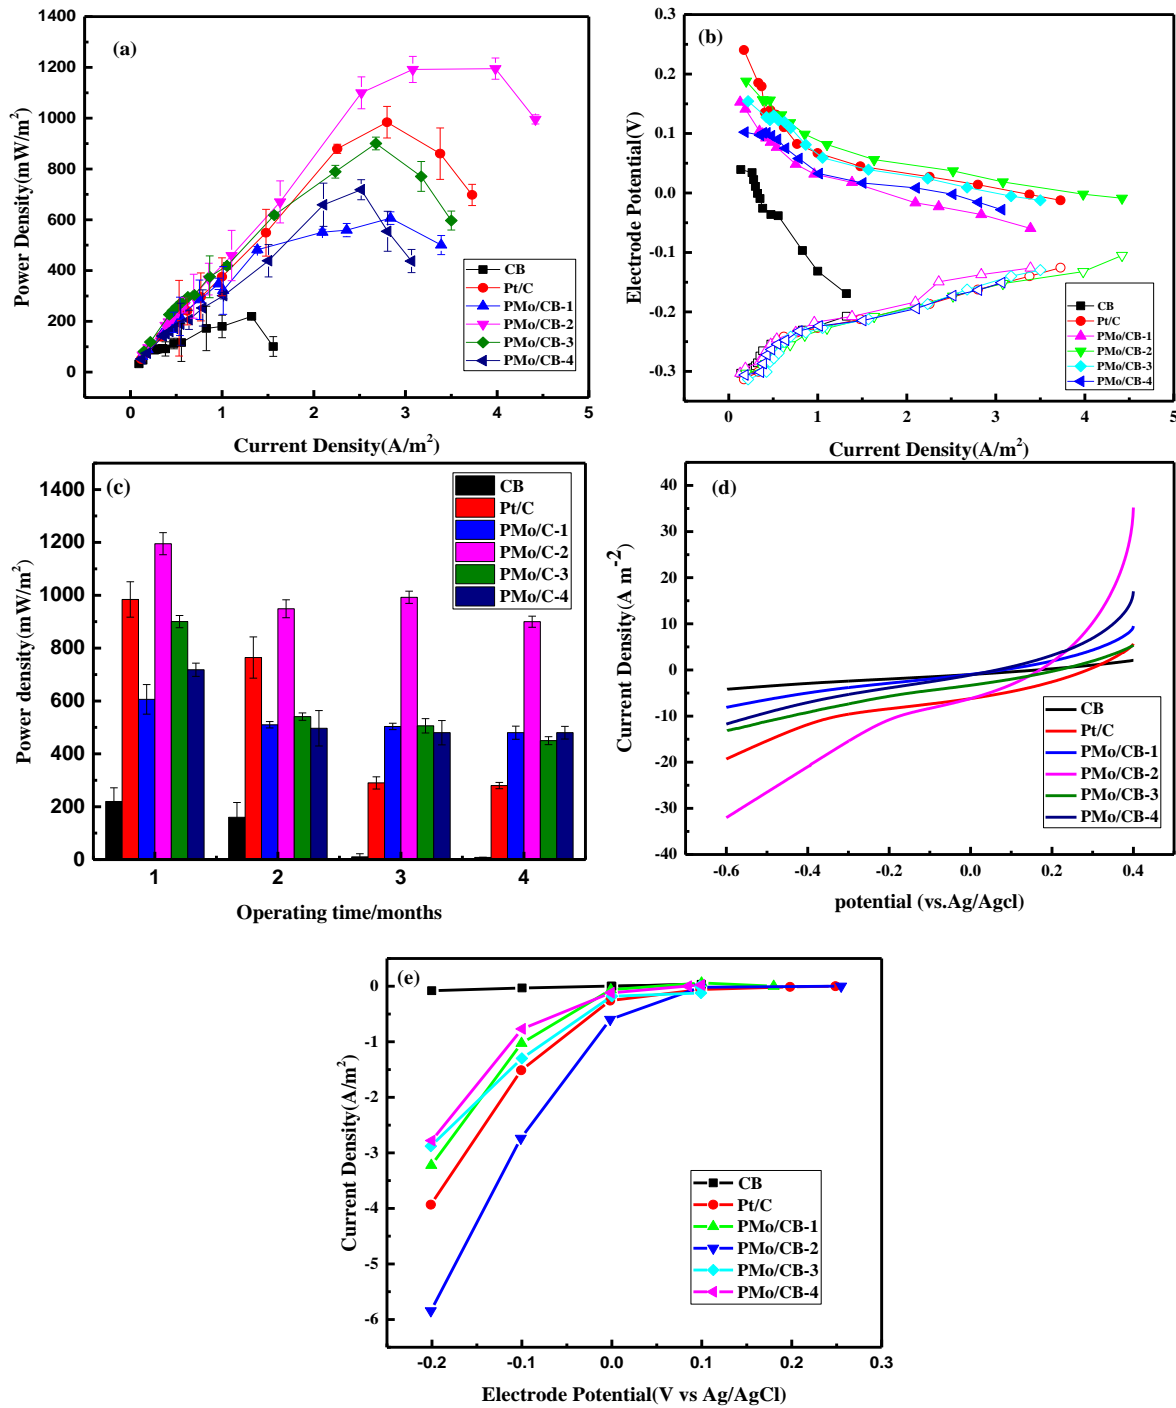 (a)
Power Density(mW/m²)
1400
1200
1000
800
600
400
200
0
CB
Pt/C
PMo/CB-1
PMo/CB-2
PMo/CB-3
PMo/CB-4
0 1 2 3 4 5
Current Density(A/m²)
(b)
Electrode Potential(V)
0.3
0.2
0.1
0.0
-0.1
-0.2
-0.3
CB
Pt/C
PMo/CB-1
PMo/CB-2
PMo/CB-3
PMo/CB-4
0 1 2 3 4 5
Current Density(A/m²)
(c)
Power density(mW/m²)
1400
1200
1000
800
600
400
200
0
CB
Pt/C
PMo/C-1
PMo/C-2
PMo/C-3
PMo/C-4
1 2 3 4
Operating time/months
(d)
Current Density(A m⁻²)
40
30
20
10
0
-10
-20
-30
-40
CB
Pt/C
PMo/CB-1
PMo/CB-2
PMo/CB-3
PMo/CB-4
-0.6 -0.4 -0.2 0.0 0.2 0.4
potential (vs.Ag/Agcl)
(e)
Current Density(A/m²)
0
-1
-2
-3
-4
-5
-6
CB
Pt/C
PMo/CB-1
PMo/CB-2
PMo/CB-3
PMo/CB-4
-0.2 -0.1 0.0 0.1 0.2 0.3
Electrode Potential(V vs Ag/AgCl)